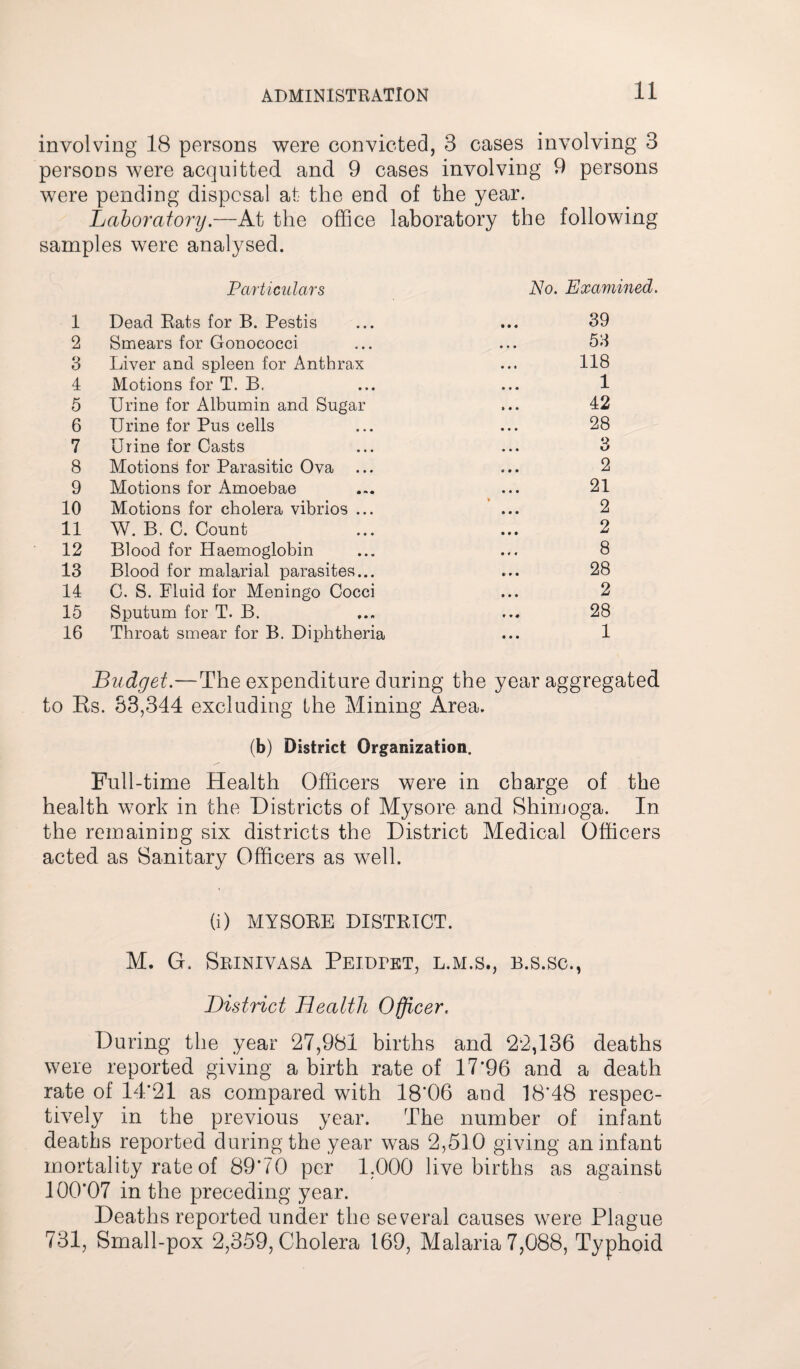 ADMINISTRATION 11
involving 18 persons were convicted, 3 cases involving 3
persons were acquitted and 9 cases involving 9 persons
were pending disposal at the end of the year.
Laboratory.—At the office laboratory the following
samples were analysed.
Particulars No. Examined.
1 Dead Rats for B. Pestis ... ... 39
2 Smears for Gonococci ... ... 53
3 Liver and spleen for Anthrax ... 118
4 Motions for T. B. ... ... 1
5 Urine for Albumin and Sugar ... 42
6 Urine for Pus cells ... ... 28
7 Urine for Casts ... ... 3
8 Motions for Parasitic Ova ... ... 2
9 Motions for Amoebae ... ... 21
10 Motions for cholera vibrios ... ... 2
11 W. B. C. Count ... ... 2
12 Blood for Haemoglobin ... ... 8
13 Blood for malarial parasites... ... 28
14 C. S. Fluid for Meningo Cocci ... 2
15 Sputum for T. B. ... ... 28
16 Throat smear for B. Diphtheria ... 1
Budget.—The expenditure during the year aggregated
to Rs. 33,344 excluding the Mining Area.
(b) District Organization.
Full-time Health Officers were in charge of the
health work in the Districts of Mysore and Shimoga. In
the remaining six districts the District Medical Officers
acted as Sanitary Officers as well.
(i) MYSORE DISTRICT.
M. G. Srinivasa Peidpet, L.M.S., B.S.SC.,
District Health Officer.
During the year 27,981 births and 22,136 deaths
were reported giving a birth rate of 17·96 and a death
rate of 14·21 as compared with 18·06 and 18·48 respec-
tively in the previous year. The number of infant
deaths reported during the year was 2,510 giving an infant
mortality rate of 89·70 per 1,000 live births as against
100·07 in the preceding year.
Deaths reported under the several causes were Plague
731, Small-pox 2,359, Cholera 169, Malaria 7,088, Typhoid